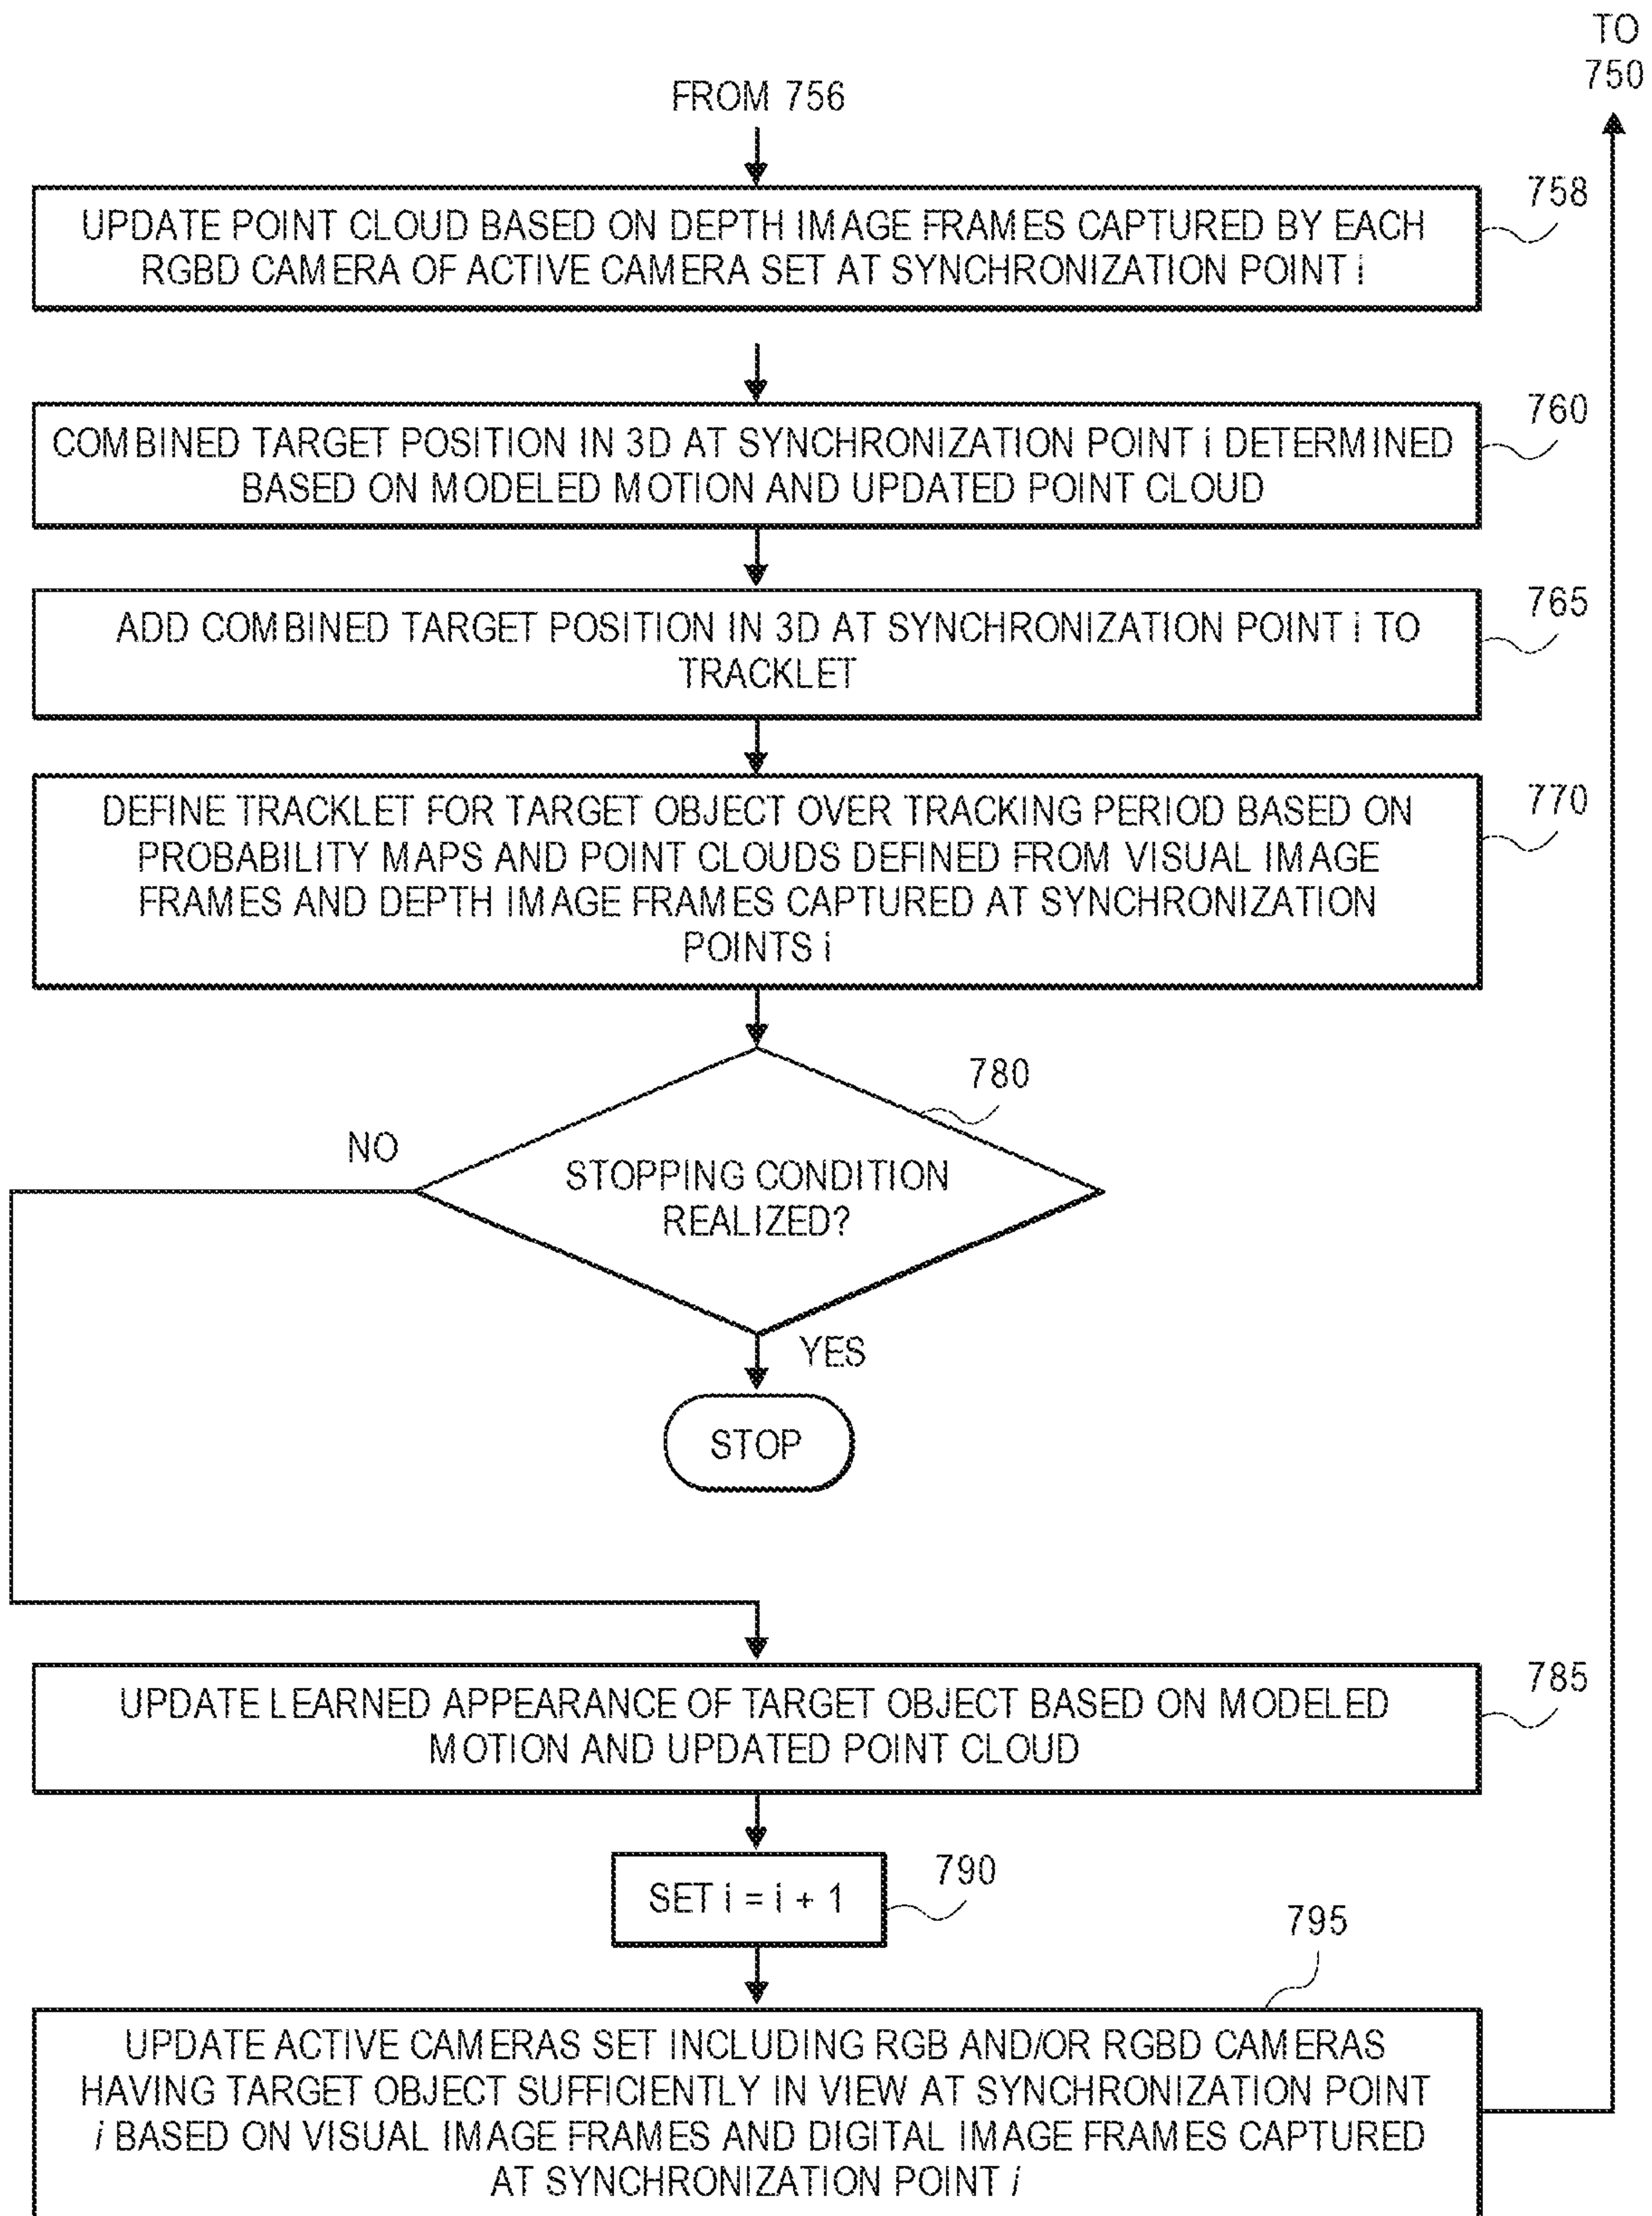 TO
750
FROM 756
758
UPDATE POINT CLOUD BASED ON DEPTH IMAGE FRAMES CAPTURED BY EACH
RGBD CAMERA OF ACTIVE CAMERA SET AT SYNCHRONIZATION POINT i
760
COMBINED TARGET POSITION IN 3D AT SYNCHRONIZATION POINT i DETERMINED
BASED ON MODELED MOTION AND UPDATED POINT CLOUD
765
ADD COMBINED TARGET POSITION IN 3D AT SYNCHRONIZATION POINT i TO
TRACKLET
770
DEFINE TRACKLET FOR TARGET OBJECT OVER TRACKING PERIOD BASED ON
PROBABILITY MAPS AND POINT CLOUDS DEFINED FROM VISUAL IMAGE
FRAMES AND DEPTH IMAGE FRAMES CAPTURED AT SYNCHRONIZATION
POINTS i
780
NO
STOPPING CONDITION
REALIZED?
YES
STOP
785
UPDATE LEARNED APPEARANCE OF TARGET OBJECT BASED ON MODELED
MOTION AND UPDATED POINT CLOUD
790
SET i = i + 1
795
UPDATE ACTIVE CAMERAS SET INCLUDING RGB AND/OR RGBD CAMERAS
HAVING TARGET OBJECT SUFFICIENTLY IN VIEW AT SYNCHRONIZATION POINT
i BASED ON VISUAL IMAGE FRAMES AND DIGITAL IMAGE FRAMES CAPTURED
AT SYNCHRONIZATION POINT i